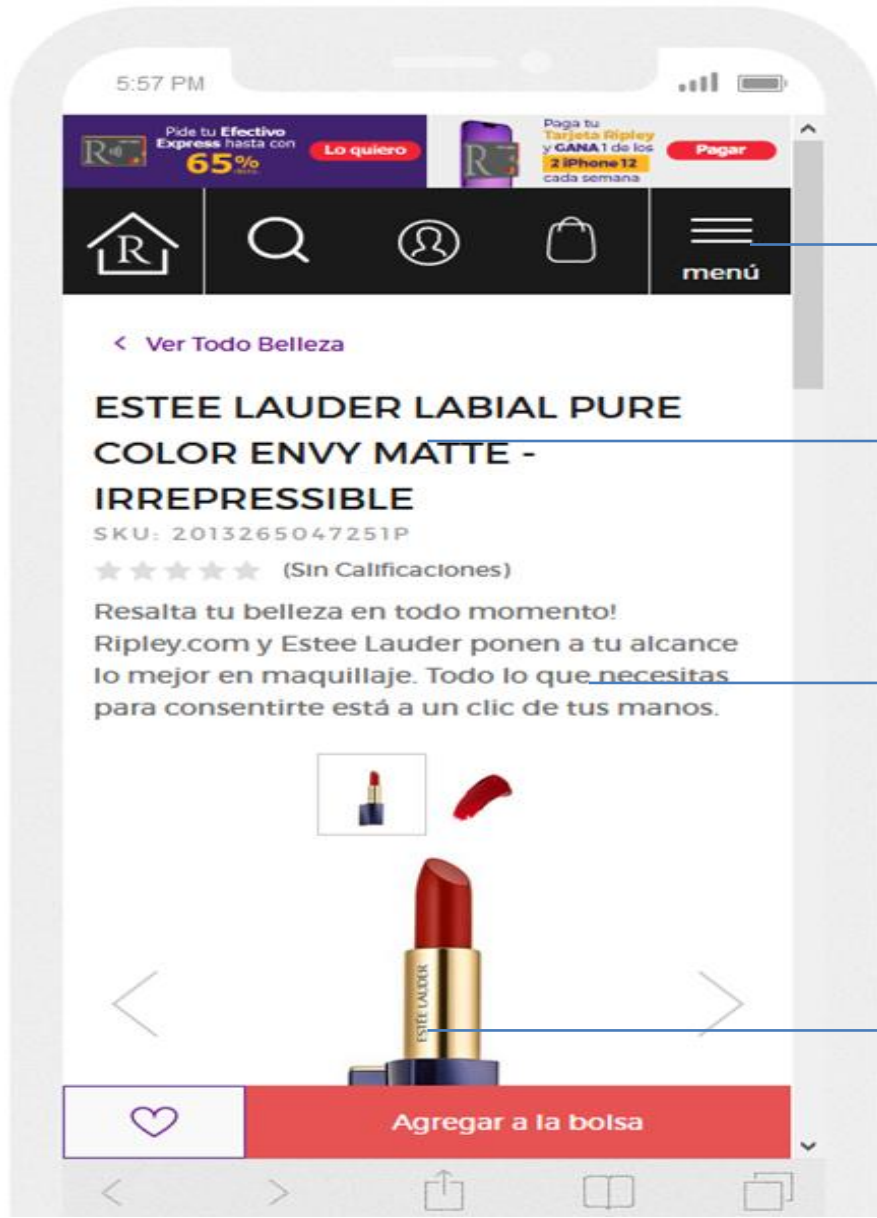 5:57 PM
Pide tu Efectivo
Express hasta con
65%
Lo quiero
Paga tu
Tarjeta Ripley
y GANA 1 de los
2 iPhone 12
cada semana
Pagar
R
menú
< Ver Todo Belleza
ESTEE LAUDER LABIAL PURE
COLOR ENVY MATTE -
IRREPRESSIBLE
SKU: 2013265047251P
(Sin Calificaciones)
Resalta tu belleza en todo momento!
Ripley.com y Estee Lauder ponen a tu alcance
lo mejor en maquillaje. Todo lo que necesitas
para consentirte está a un clic de tus manos.
ESTĒE LAUDER
Agregar a la bolsa